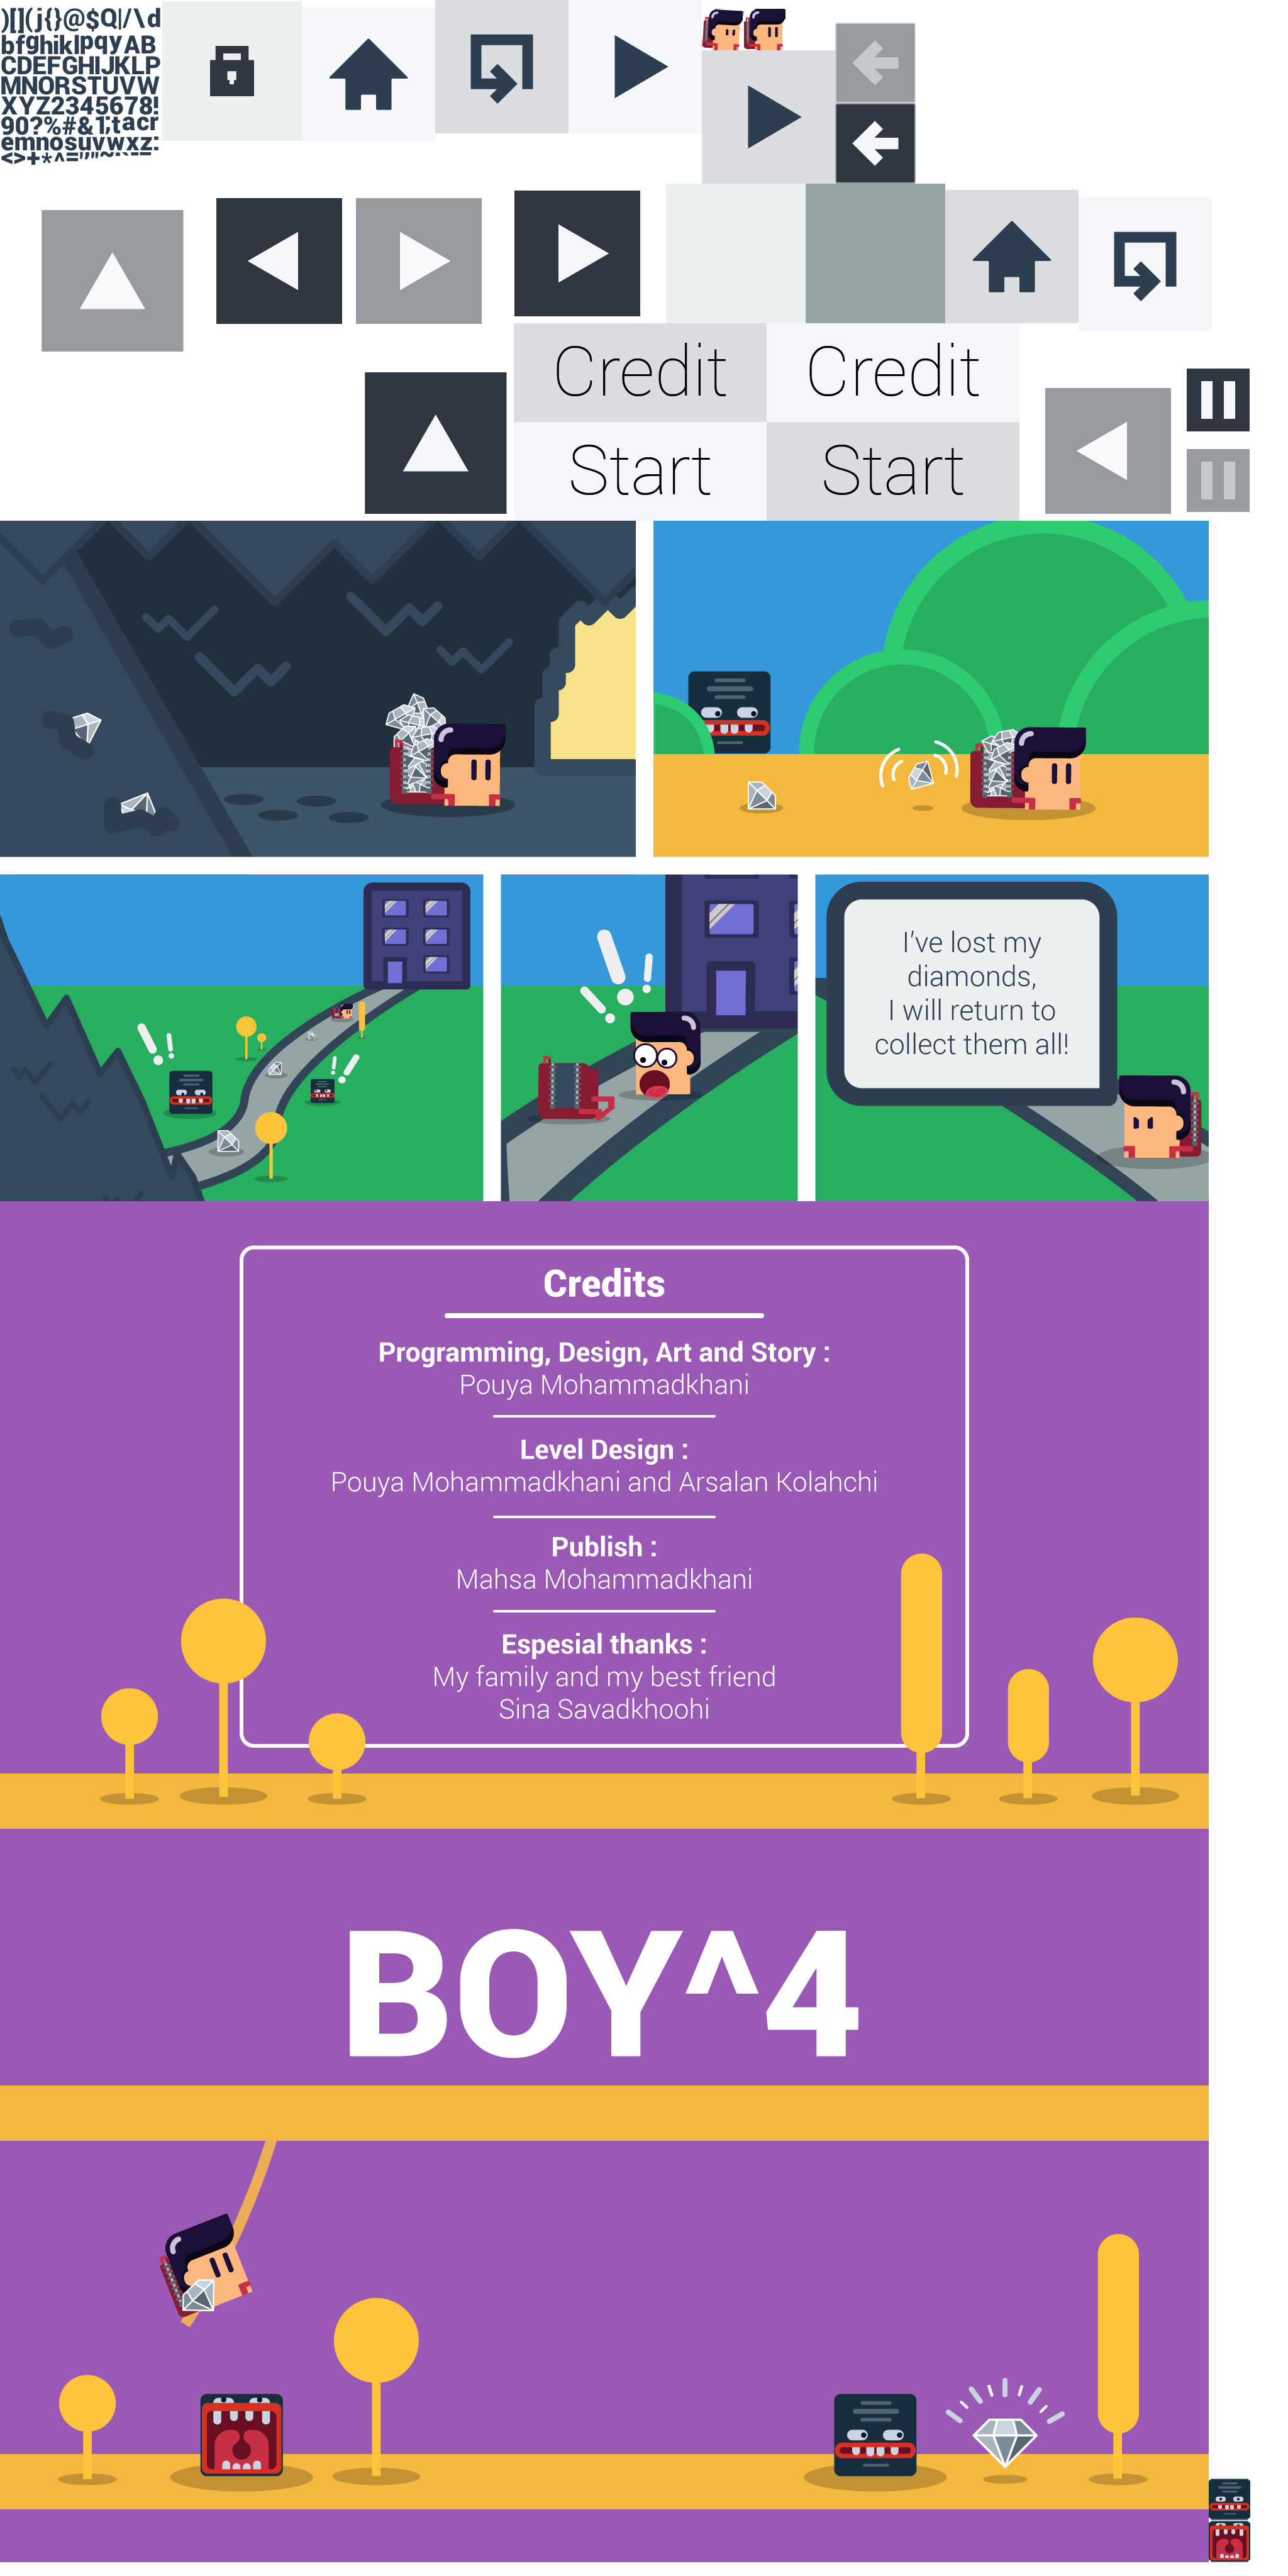 )[](j{}@$Q|/\d
bfghiklpqyAB
CDEFGHIJKLP
MNORSTUVW
XYZ2345678!
90?%#&1;tacr
emnosuvwxz:
Credit Credit
Start Start
I've lost my
diamonds,
I will return to
collect them all!
Credits
Programming, Design, Art and Story :
Pouya Mohammadkhani
Level Design :
Pouya Mohammadkhani and Arsalan Kolahchi
Publish :
Mahsa Mohammadkhani
Espesial thanks :
My family and my best friend
Sina Savadkhoohi
BOY^4